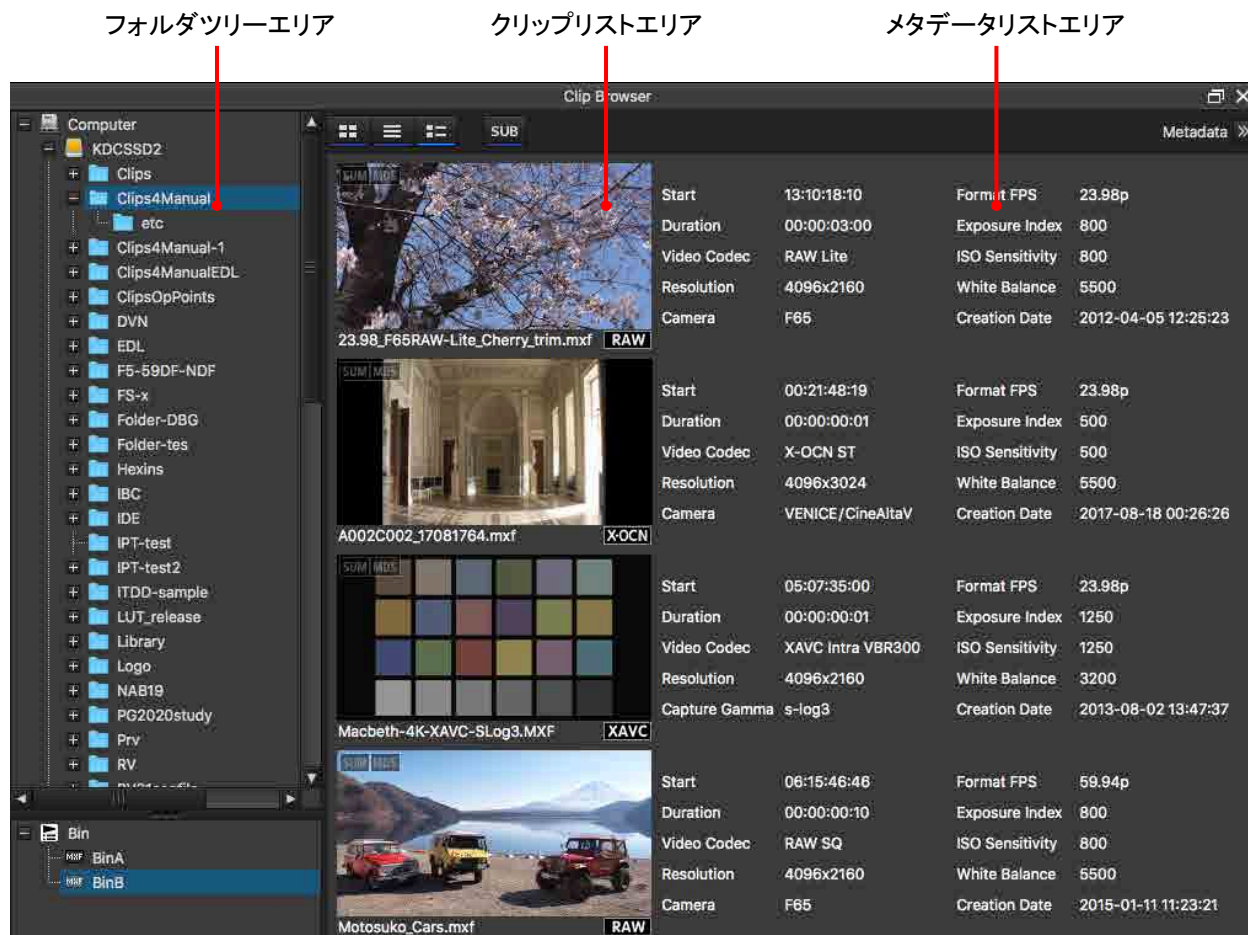 フォルダツリーエリア
クリップリストエリア
メタデータリストエリア
Clip Browser
Computer
KDCSSD2
Clips
Clips4Manual
etc
Clips4Manual-1
Clips4ManualEDL
ClipsOpPoints
DVN
EDL
F5-59DF-NDF
FS-x
Folder-DBG
Folder-tes
Hexins
IBC
IDE
IPT-test
IPT-test2
ITDD-sample
LUT_release
Library
Logo
NAB19
PG2020study
Prv
RV
Bin
MXF BinA
MXF BinB
SUB
Metadata
SUM MDS
23.98_F65RAW-Lite_Cherry_trim.mxf RAW
Start 13:10:18:10 Format FPS 23.98p
Duration 00:00:03:00 Exposure Index 800
Video Codec RAW Lite ISO Sensitivity 800
Resolution 4096x2160 White Balance 5500
Camera F65 Creation Date 2012-04-05 12:25:23
SUM MDS
A002C002_17081764.mxf X-OCN
Start 00:21:48:19 Format FPS 23.98p
Duration 00:00:00:01 Exposure Index 500
Video Codec X-OCN ST ISO Sensitivity 500
Resolution 4096x3024 White Balance 5500
Camera VENICE/CineAltaV Creation Date 2017-08-18 00:26:26
SUM MDS
Macbeth-4K-XAVC-SLog3.MXF XAVC
Start 05:07:35:00 Format FPS 23.98p
Duration 00:00:00:01 Exposure Index 1250
Video Codec XAVC Intra VBR300 ISO Sensitivity 1250
Resolution 4096x2160 White Balance 3200
Capture Gamma s-log3 Creation Date 2013-08-02 13:47:37
SUM MDS
Motosuko_Cars.mxf RAW
Start 06:15:46:46 Format FPS 59.94p
Duration 00:00:00:10 Exposure Index 800
Video Codec RAW SQ ISO Sensitivity 800
Resolution 4096x2160 White Balance 5500
Camera F65 Creation Date 2015-01-11 11:23:21